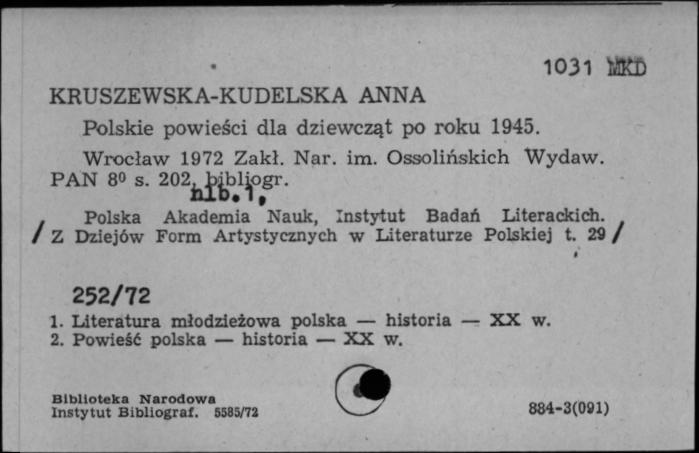 1031 MKD
KRUSZEWSKA-KUDELSKA ANNA
Polskie powieści dla dziewcząt po roku 1945.
Wrocław 1972 Zakł. Nar. im. Ossolińskich Wydaw.
PAN 8⁰ s. 202, bibliogr.
nlb.1,
Polska Akademia Nauk, Instytut Badań Literackich.
/ Z Dziejów Form Artystycznych w Literaturze Polskiej t. 29 /
252/72
1. Literatura młodzieżowa polska — historia — XX w.
2. Powieść polska — historia — XX w.
Biblioteka Narodowa
Instytut Bibliograf. 5585/72
884-3(091)